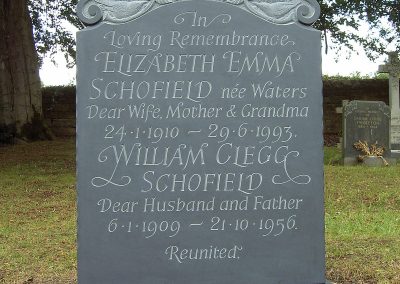 In
Loving Remembrance
ELIZABETH EMMA
SCHOFIELD née Waters
Dear Wife, Mother & Grandma
24·1·1910 – 29·6·1993.
WILLIAM CLEGG
SCHOFIELD
Dear Husband and Father
6·1·1909 – 21·10·1956.
Reunited.